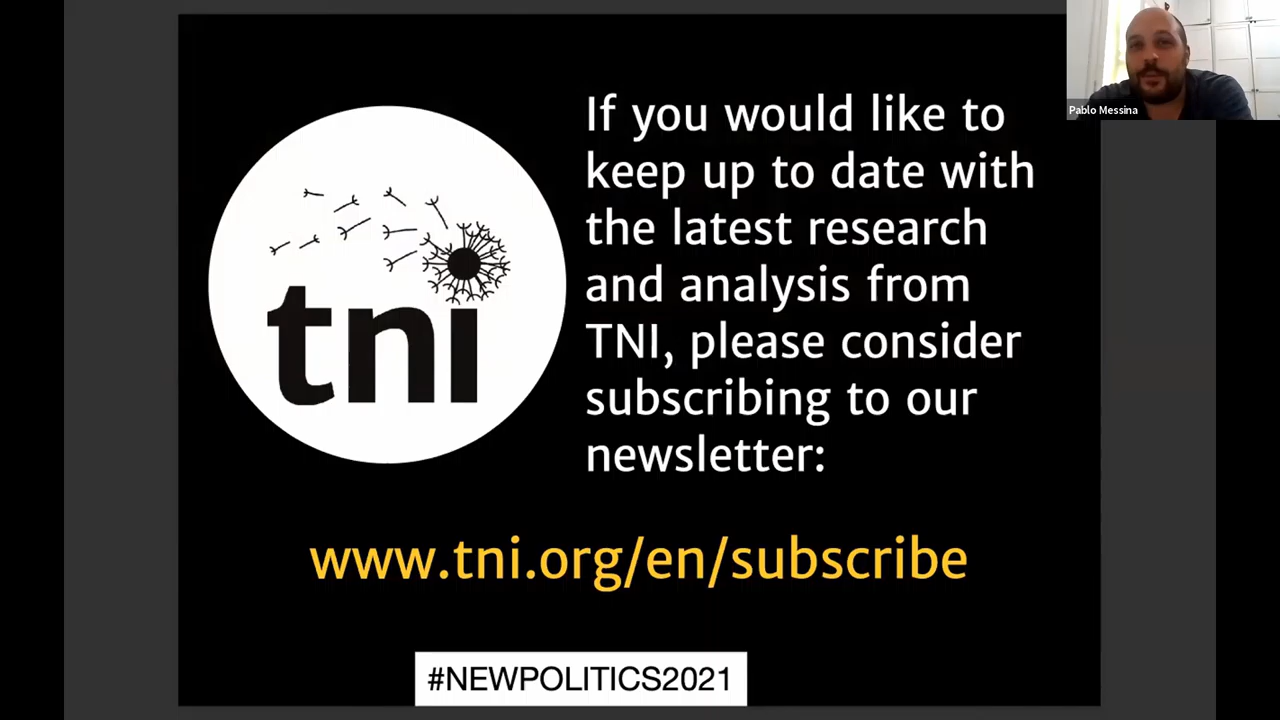 Pablo Messina
If you would like to
keep up to date with
the latest research
and analysis from
TNI, please consider
subscribing to our
newsletter:
tni
www.tni.org/en/subscribe
#NEWPOLITICS2021